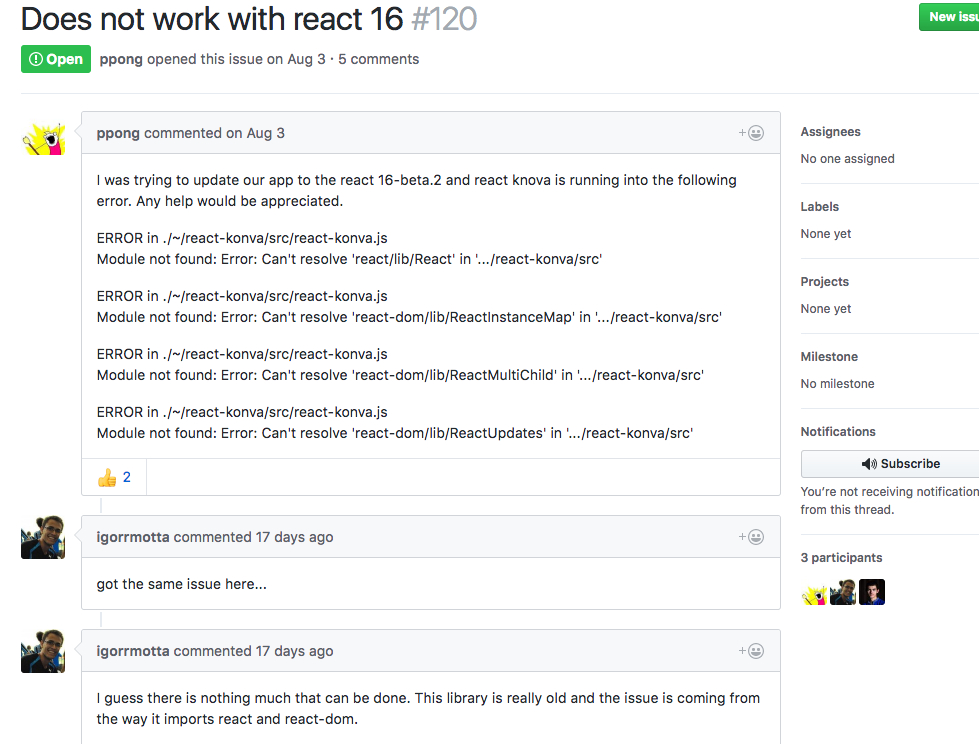 Does not work with react 16 #120
New issu
Open ppong opened this issue on Aug 3 · 5 comments
ppong commented on Aug 3
I was trying to update our app to the react 16-beta.2 and react knova is running into the following
error. Any help would be appreciated.
ERROR in ./~/react-konva/src/react-konva.js
Module not found: Error: Can't resolve 'react/lib/React' in '.../react-konva/src'
ERROR in ./~/react-konva/src/react-konva.js
Module not found: Error: Can't resolve 'react-dom/lib/ReactInstanceMap' in '.../react-konva/src'
ERROR in ./~/react-konva/src/react-konva.js
Module not found: Error: Can't resolve 'react-dom/lib/ReactMultiChild' in '.../react-konva/src'
ERROR in ./~/react-konva/src/react-konva.js
Module not found: Error: Can't resolve 'react-dom/lib/ReactUpdates' in '.../react-konva/src'
👍 2
igorrmotta commented 17 days ago
got the same issue here...
igorrmotta commented 17 days ago
I guess there is nothing much that can be done. This library is really old and the issue is coming from
the way it imports react and react-dom.
Assignees
No one assigned
Labels
None yet
Projects
None yet
Milestone
No milestone
Notifications
Subscribe
You're not receiving notification
from this thread.
3 participants